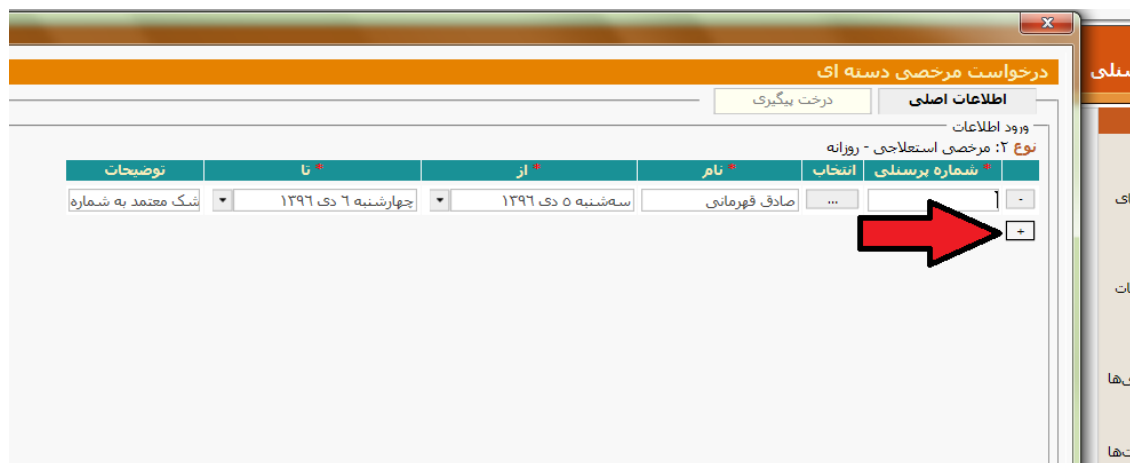 x
درخواست مرخصی دسته ای
اطلاعات اصلی درخت پیگیری
ورود اطلاعات
نوع ۲: مرخصی استعلاجی - روزانه
* شماره پرسنلی انتخاب * نام * از * تا توضیحات
- ... صادق قهرمانی سه‌شنبه ۵ دی ۱۳۹۶ چهارشنبه ۶ دی ۱۳۹۶ شک معتمد به شماره
+